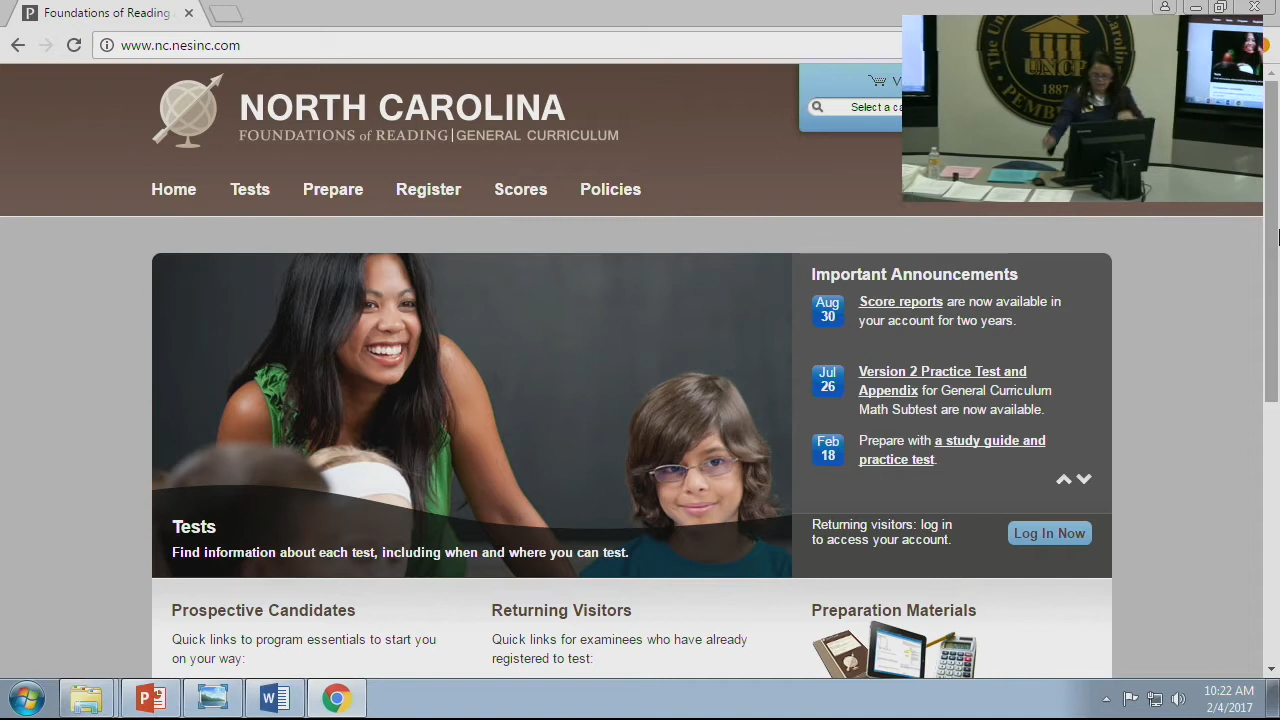 Foundations of Reading
www.nc.nesinc.com
NORTH CAROLINA
FOUNDATIONS of READING | GENERAL CURRICULUM
Select a ca
Home Tests Prepare Register Scores Policies
UNCP
1887
PEMB
Important Announcements
Aug 30
Score reports are now available in
your account for two years.
Jul 26
Version 2 Practice Test and
Appendix for General Curriculum
Math Subtest are now available.
Feb 18
Prepare with a study guide and
practice test.
Tests
Find information about each test, including when and where you can test.
Returning visitors: log in
to access your account.
Log In Now
Prospective Candidates
Quick links to program essentials to start you
on your way:
Returning Visitors
Quick links for examinees who have already
registered to test:
Preparation Materials
10:22 AM
2/4/2017